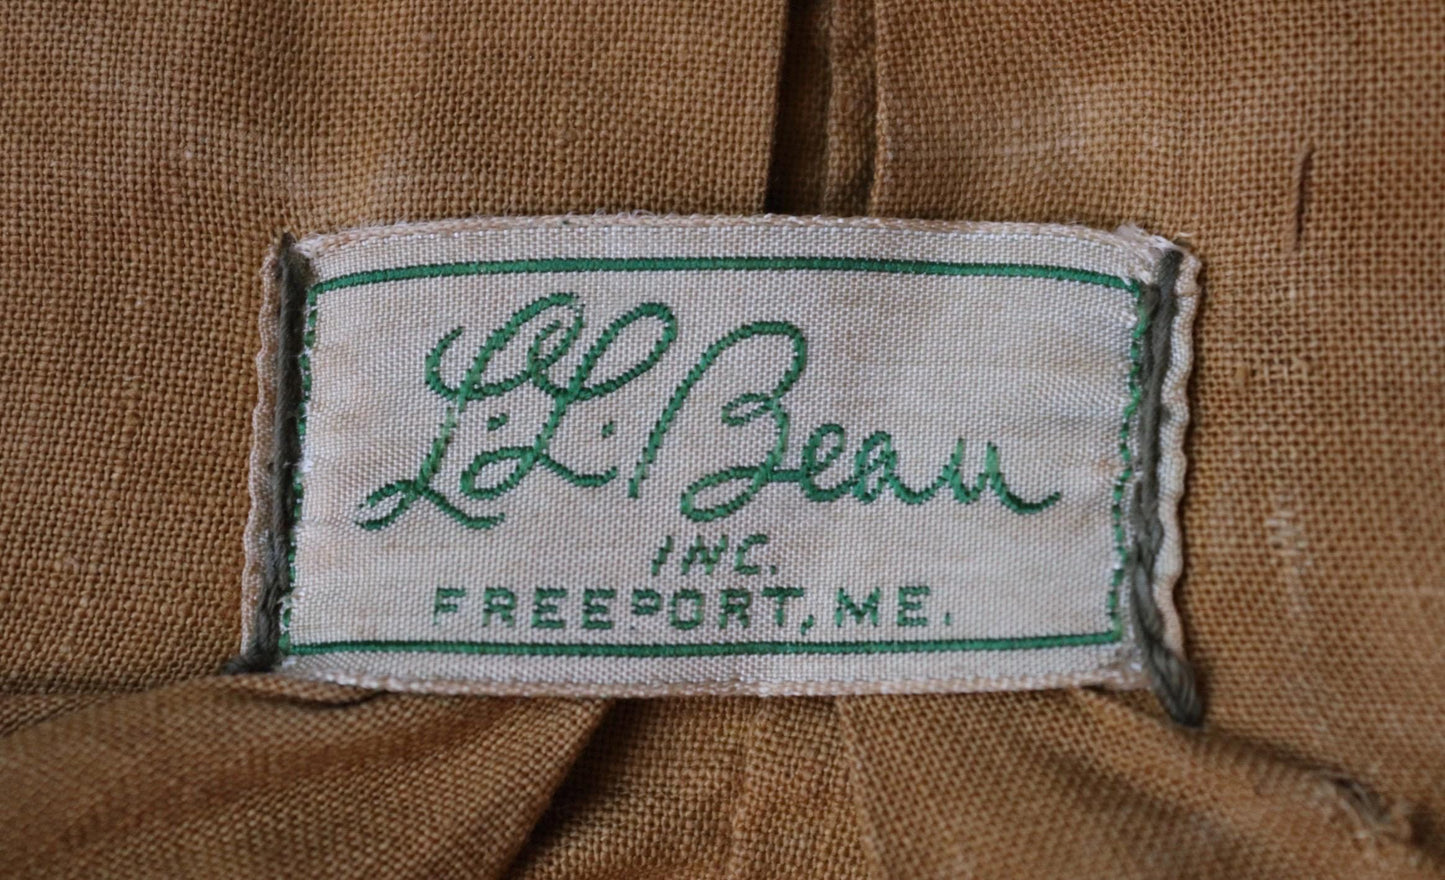 L.L. Bean
INC.
FREEPORT, ME.